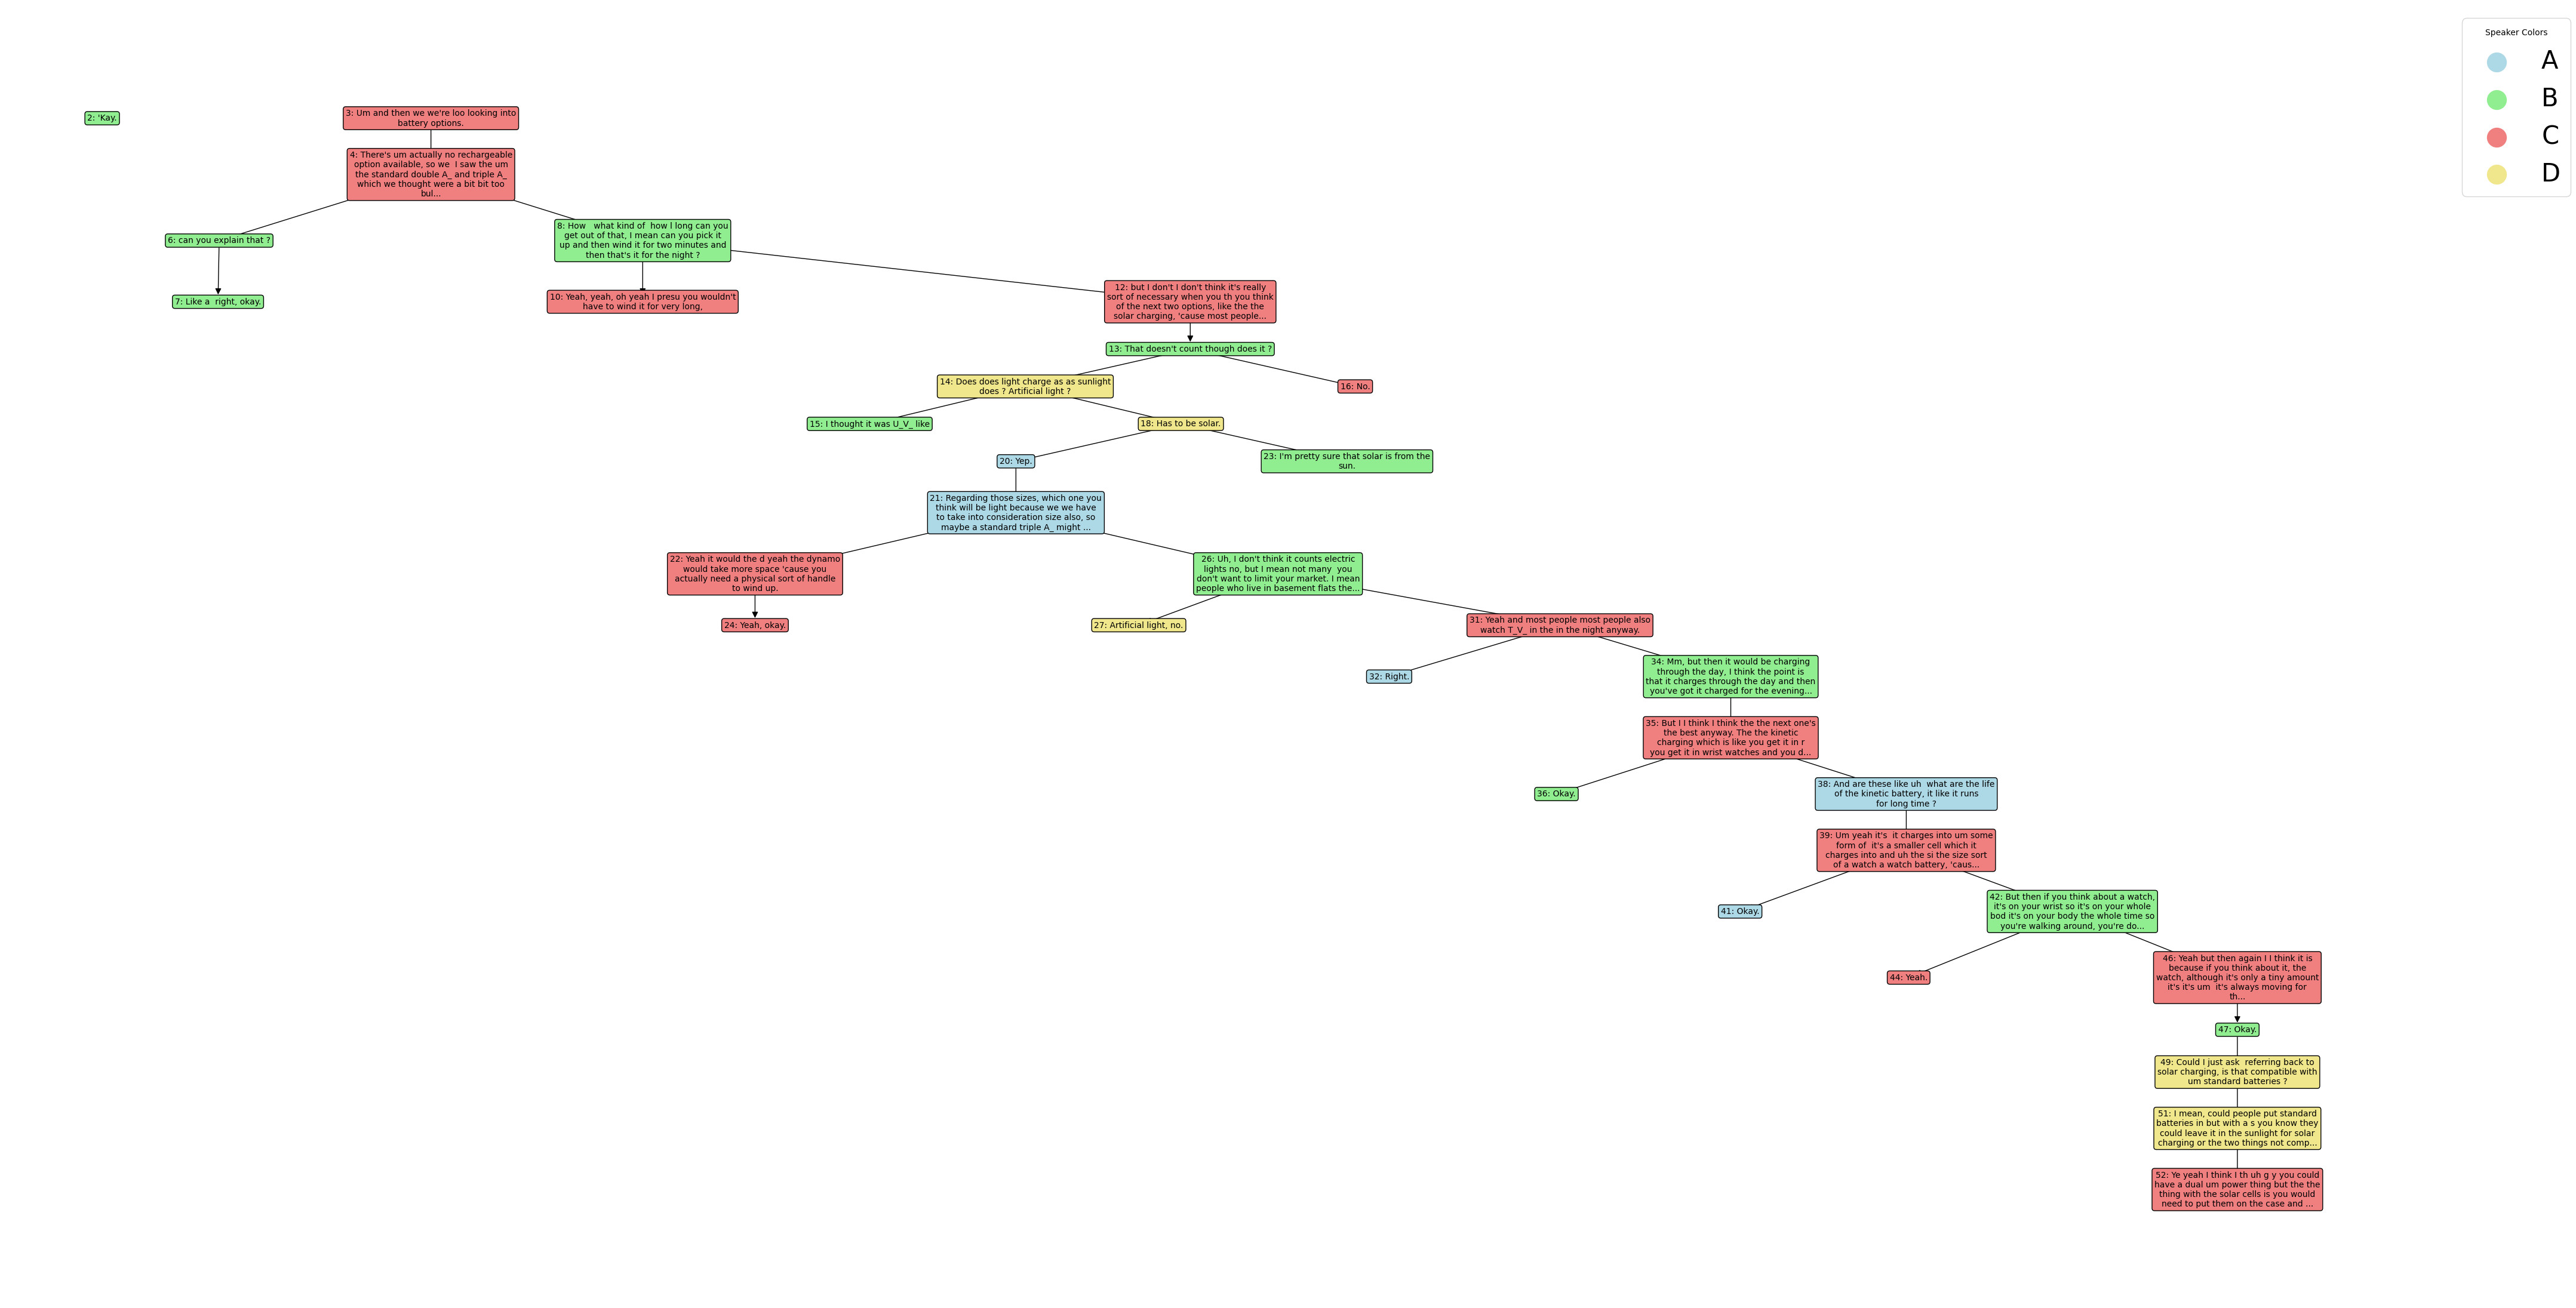 Speaker Colors
A
B
C
D
2: 'Kay.
3: Um and then we we're loo looking into
battery options.
4: There's um actually no rechargeable
option available, so we  I saw the um
the standard double A_ and triple A_
which we thought were a bit bit too
bul...
6: can you explain that ?
8: How   what kind of  how l long can you
get out of that, I mean can you pick it
up and then wind it for two minutes and
then that's it for the night ?
7: Like a  right, okay.
10: Yeah, yeah, oh yeah I presu you wouldn't
have to wind it for very long,
12: but I don't I don't think it's really
sort of necessary when you th you think
of the next two options, like the the
solar charging, 'cause most people...
13: That doesn't count though does it ?
14: Does does light charge as as sunlight
does ? Artificial light ?
16: No.
15: I thought it was U_V_ like
18: Has to be solar.
20: Yep.
23: I'm pretty sure that solar is from the
sun.
21: Regarding those sizes, which one you
think will be light because we we have
to take into consideration size also, so
maybe a standard triple A_ might ...
22: Yeah it would the d yeah the dynamo
would take more space 'cause you
actually need a physical sort of handle
to wind up.
26: Uh, I don't think it counts electric
lights no, but I mean not many  you
don't want to limit your market. I mean
people who live in basement flats the...
24: Yeah, okay.
27: Artificial light, no.
31: Yeah and most people most people also
watch T_V_ in the in the night anyway.
32: Right.
34: Mm, but then it would be charging
through the day, I think the point is
that it charges through the day and then
you've got it charged for the evening...
35: But I I think I think the the next one's
the best anyway. The the kinetic
charging which is like you get it in r
you get it in wrist watches and you d...
36: Okay.
38: And are these like uh  what are the life
of the kinetic battery, it like it runs
for long time ?
39: Um yeah it's  it charges into um some
form of  it's a smaller cell which it
charges into and uh the si the size sort
of a watch a watch battery, 'caus...
41: Okay.
42: But then if you think about a watch,
it's on your wrist so it's on your whole
bod it's on your body the whole time so
you're walking around, you're do...
44: Yeah.
46: Yeah but then again I I think it is
because if you think about it, the
watch, although it's only a tiny amount
it's it's um  it's always moving for
th...
47: Okay.
49: Could I just ask  referring back to
solar charging, is that compatible with
um standard batteries ?
51: I mean, could people put standard
batteries in but with a s you know they
could leave it in the sunlight for solar
charging or the two things not comp...
52: Ye yeah I think I th uh g y you could
have a dual um power thing but the the
thing with the solar cells is you would
need to put them on the case and ...